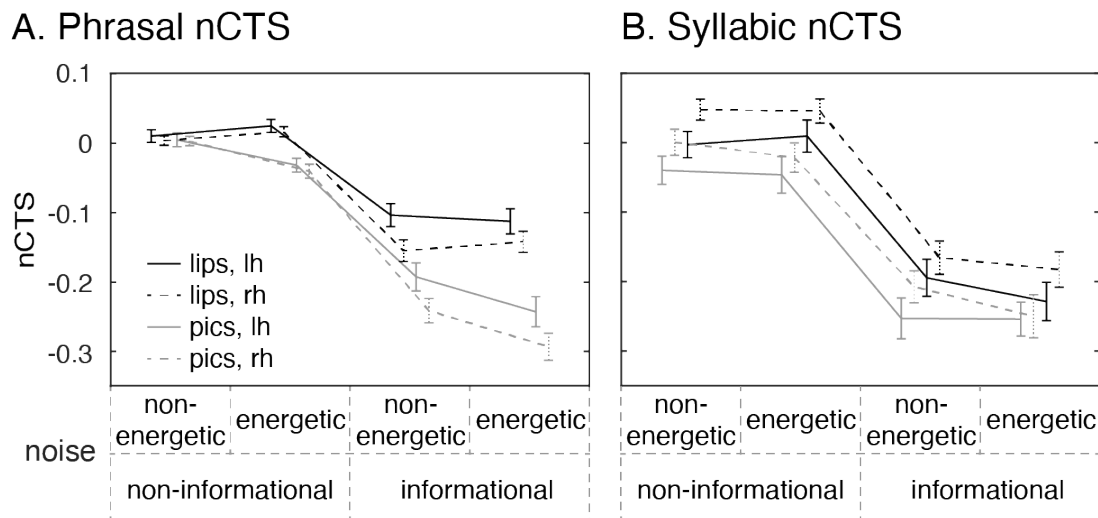 A. Phrasal nCTS
B. Syllabic nCTS
nCTS
0.1
0
-0.1
-0.2
-0.3
lips, lh
lips, rh
pics, lh
pics, rh
noise
non-
energetic
energetic
non-
energetic
energetic
non-informational
informational
non-
energetic
energetic
non-
energetic
energetic
non-informational
informational